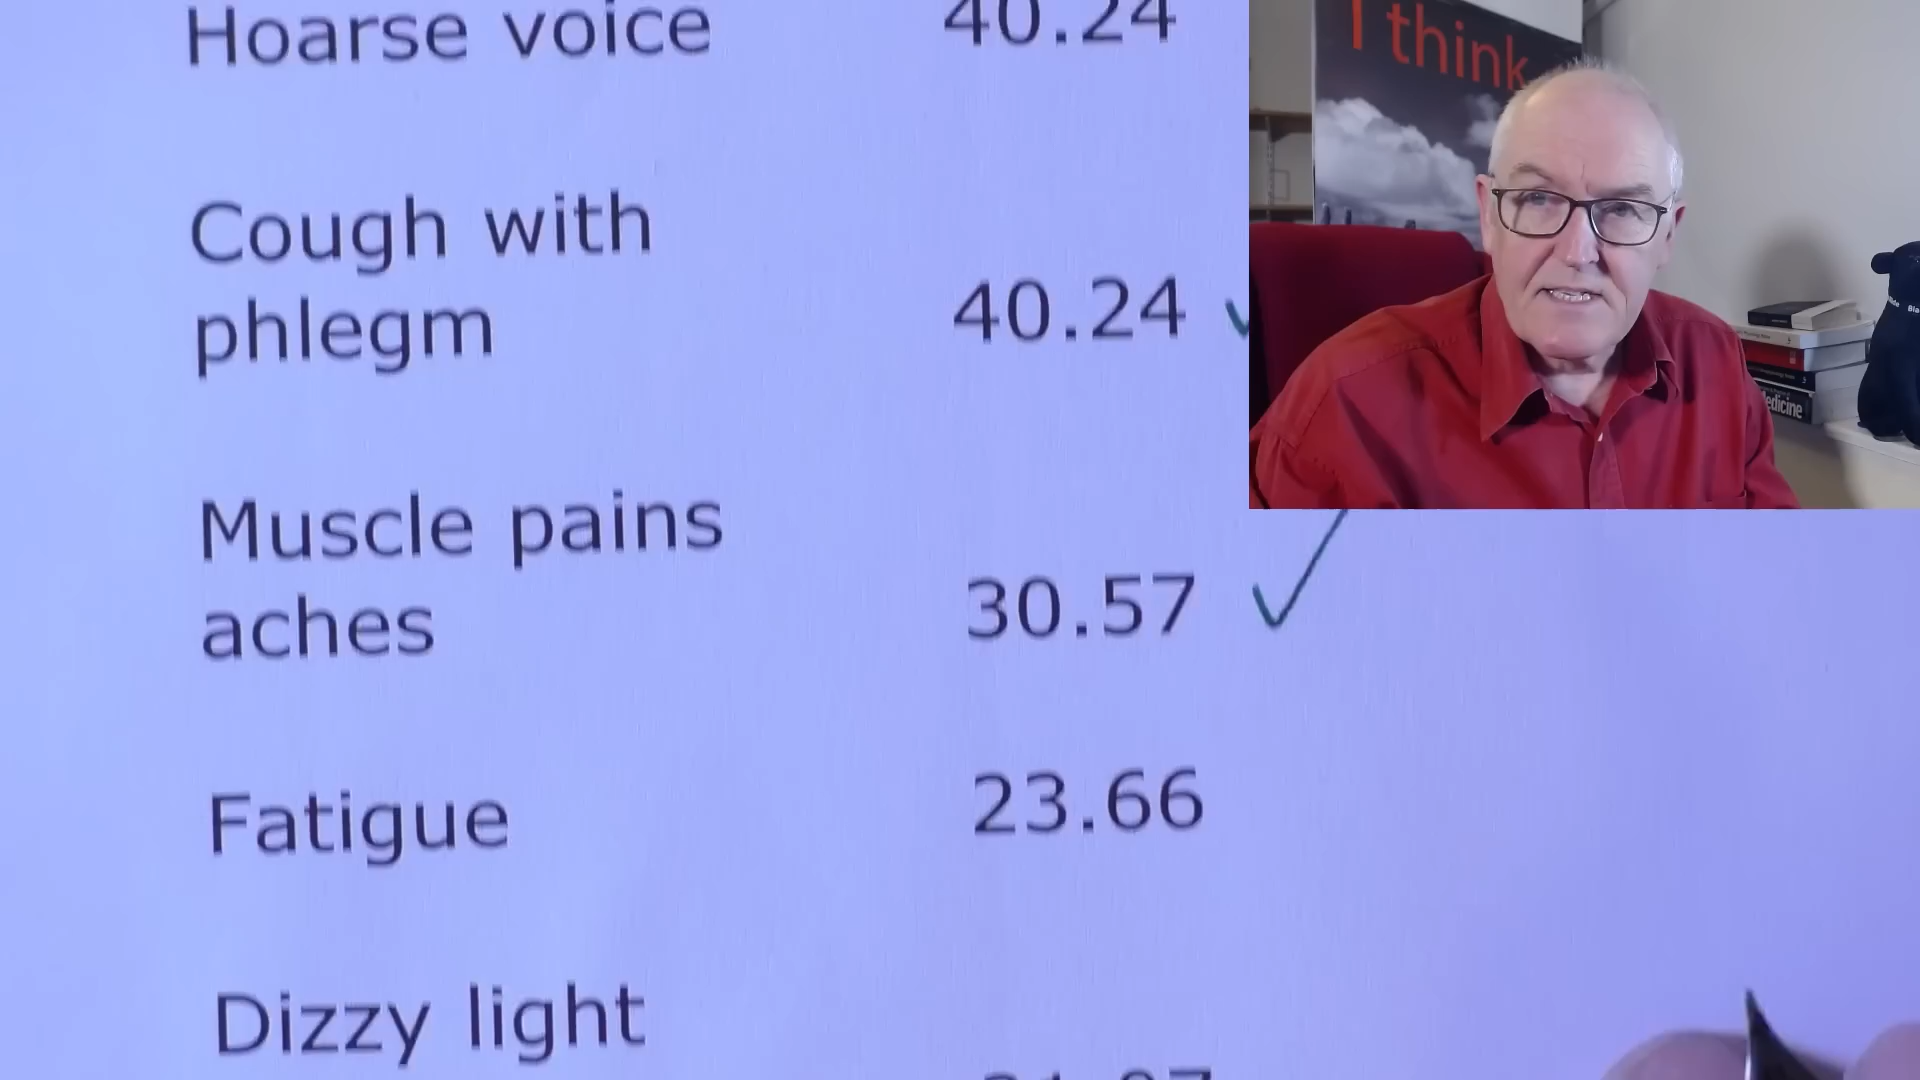 Hoarse voice 40.24
Cough with
phlegm 40.24
Muscle pains
aches 30.57
Fatigue 23.66
Dizzy light
I think
Medicine